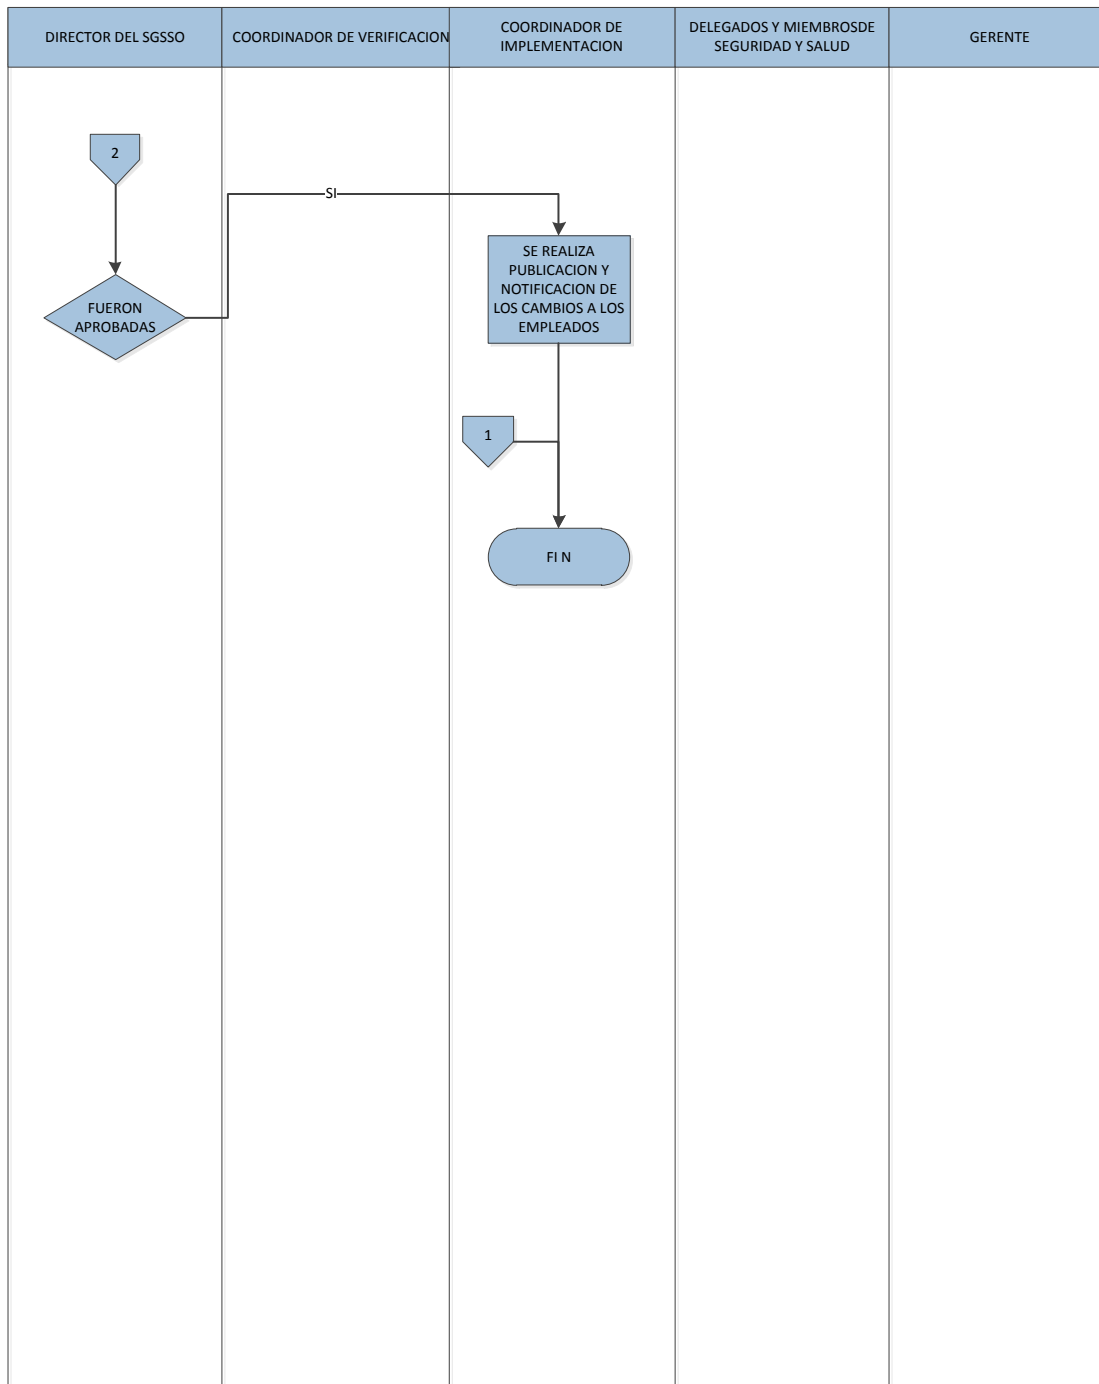 DIRECTOR DEL SGSSO
COORDINADOR DE VERIFICACION
COORDINADOR DE
IMPLEMENTACION
DELEGADOS Y MIEMBROSDE
SEGURIDAD Y SALUD
GERENTE
2
SI
SE REALIZA
PUBLICACION Y
NOTIFICACION DE
LOS CAMBIOS A LOS
EMPLEADOS
FUERON
APROBADAS
1
FI N